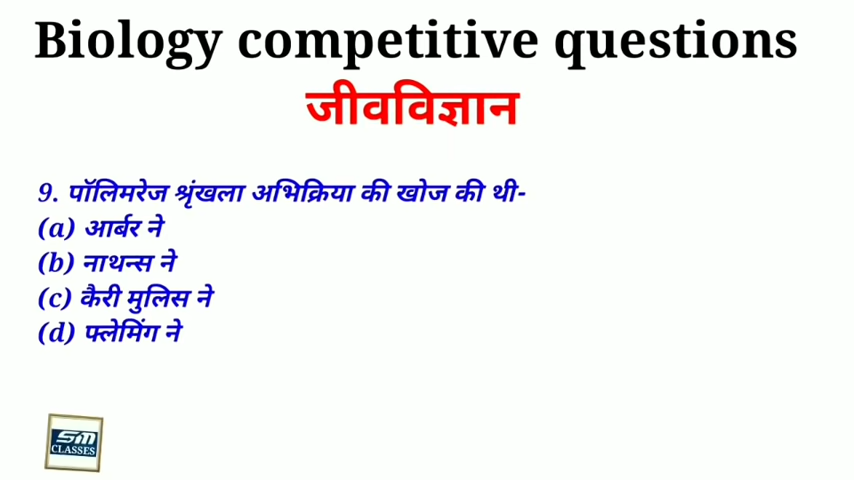 Biology competitive questions
जीवविज्ञान
9. पॉलिमरेज श्रृंखला अभिक्रिया की खोज की थी-
(a) आर्बर ने
(b) नाथन्स ने
(c) कैरी मुलिस ने
(d) फ्लेमिंग ने
SM
CLASSES